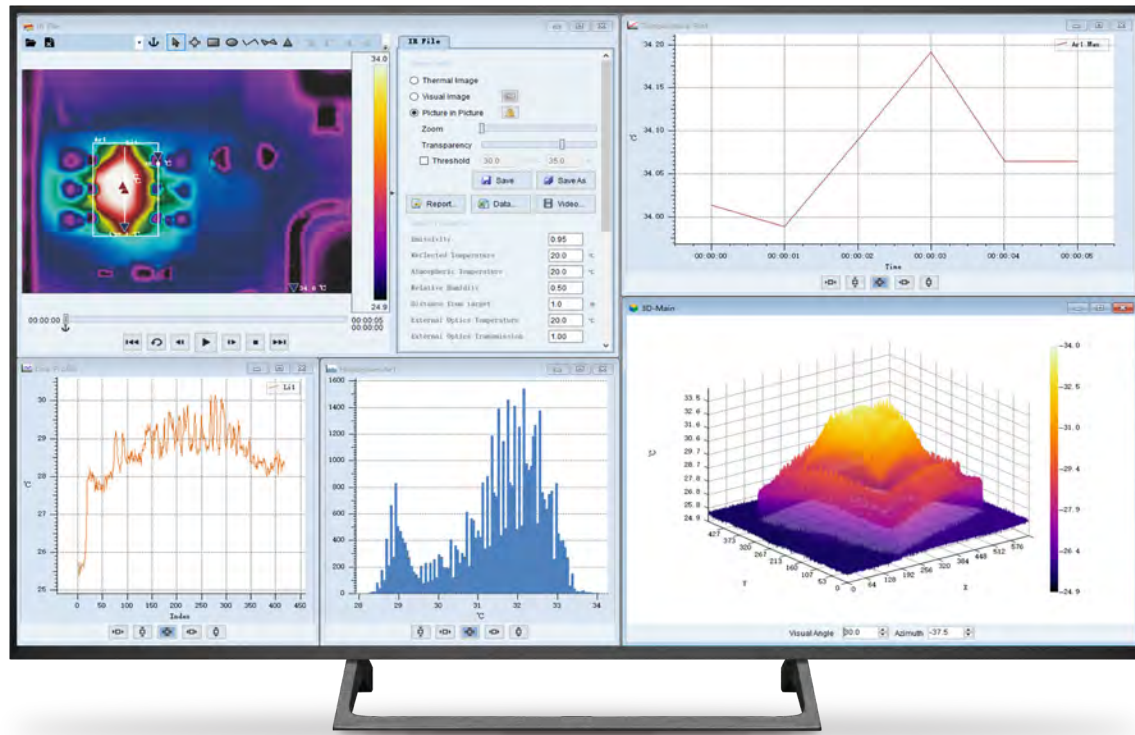 IR File
Thermal Image
Visual Image
Picture in Picture
Zoom
Transparency
Threshold 30.0 35.0
Save Save As
Report... Data... Video...
0.95
Reflected Temperature 20.0 ℃
Atmospheric Temperature 20.0 ℃
Relative Humidity 0.50
Distance from target 1.0 m
External Optics Temperature 20.0 ℃
External Optics Transmission 1.00
34.0
24.9
Ar1
00:00:00 00:00:05
00:00:00
Ar1 Max
34.20
34.15
34.10
34.05
34.00
℃
00:00:00 00:00:01 00:00:02 00:00:03 00:00:04 00:00:05
Time
Li1
30
29
28
27
26
25
℃
0 50 100 150 200 250 300 350 400 450
Index
1600
1400
1200
1000
800
600
400
200
0
28 29 30 31 32 33 34
℃
3D-Main
33.5
32.6
31.6
30.6
29.7
28.7
27.7
26.8
25.8
24.9
℃
427
373
320
267
213
160
107
53
0
Y
0 64 128 192 256 320 384 448 512 576
X
34.0
32.5
31.0
29.4
27.9
26.4
24.9
Visual Angle 30.0 Azimuth -37.5